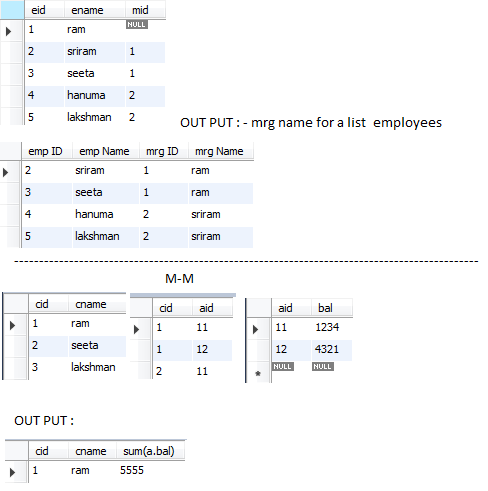 eid ename mid
1 ram NULL
2 sriram 1
3 seeta 1
4 hanuma 2
5 lakshman 2
OUT PUT : - mrg name for a list employees
emp ID emp Name mrg ID mrg Name
2 sriram 1 ram
3 seeta 1 ram
4 hanuma 2 sriram
5 lakshman 2 sriram
M-M
cid cname
1 ram
2 seeta
3 lakshman
cid aid
1 11
1 12
2 11
aid bal
11 1234
12 4321
NULL NULL
OUT PUT :
cid cname sum(a.bal)
1 ram 5555